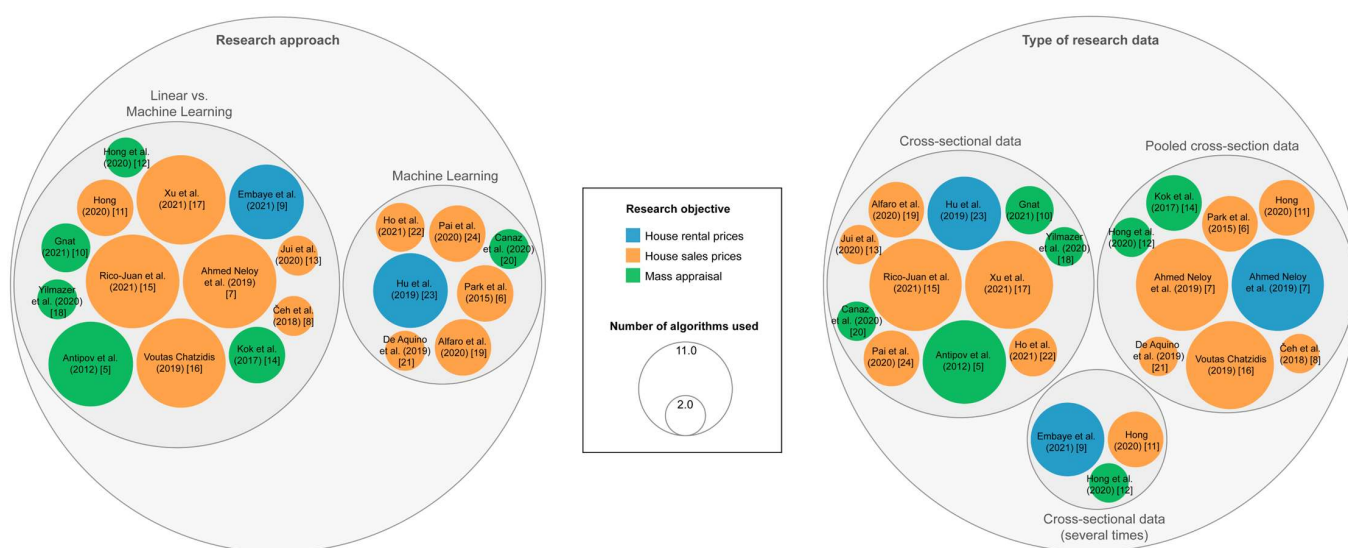 Research approach
Linear vs.
Machine Learning
Hong et al.
(2020) [12]
Hong
(2020) [11]
Xu et al.
(2021) [17]
Embaye et al.
(2021) [9]
Gnat
(2021) [10]
Rico-Juan et al.
(2021) [15]
Ahmed Neloy
et al. (2019)
[7]
Jui et al.
(2020) [13]
Yilmazer
et al. (2020)
[18]
Čeh et al.
(2018) [8]
Antipov et al.
(2012) [5]
Voutas Chatzidis
(2019) [16]
Kok et al.
(2017) [14]
Machine Learning
Ho et al.
(2021) [22]
Pai et al.
(2020) [24]
Canaz
et al. (2020)
[20]
Hu et al.
(2019) [23]
Park et al.
(2015) [6]
De Aquino
et al. (2019)
[21]
Alfaro et al.
(2020) [19]
Research objective
House rental prices
House sales prices
Mass appraisal
Number of algorithms used
11.0
2.0
Type of research data
Cross-sectional data
Alfaro et al.
(2020) [19]
Hu et al.
(2019) [23]
Gnat
(2021) [10]
Jui et al.
(2020) [13]
Yilmazer
et al. (2020)
[18]
Rico-Juan et al.
(2021) [15]
Xu et al.
(2021) [17]
Canaz
et al. (2020)
[20]
Pai et al.
(2020) [24]
Antipov et al.
(2012) [5]
Ho et al.
(2021) [22]
Pooled cross-section data
Kok et al.
(2017) [14]
Park et al.
(2015) [6]
Hong
(2020) [11]
Hong et al.
(2020) [12]
Ahmed Neloy
et al. (2019) [7]
Ahmed Neloy
et al. (2019) [7]
De Aquino
et al. (2019)
[21]
Voutas Chatzidis
(2019) [16]
Čeh et al.
(2018) [8]
Embaye et al.
(2021) [9]
Hong
(2020) [11]
Hong et al.
(2020) [12]
Cross-sectional data
(several times)